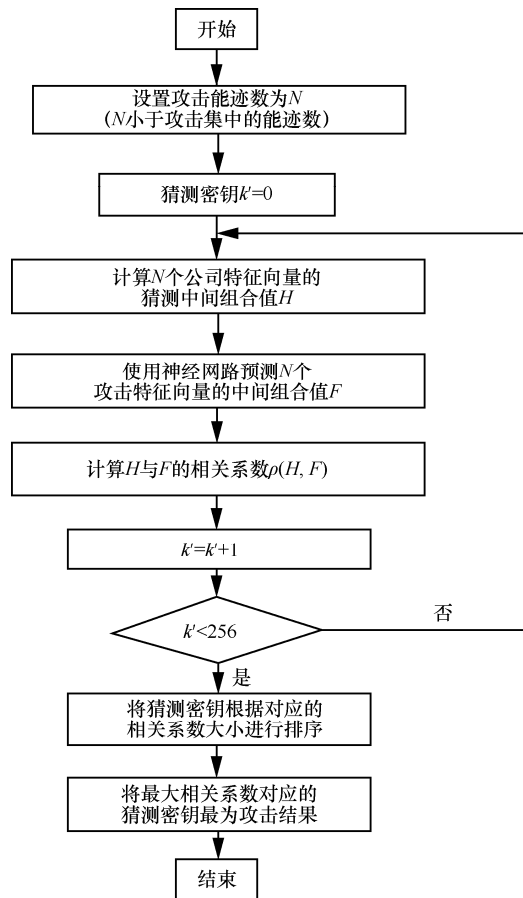 开始
设置攻击能迹数为N
（N小于攻击集中的能迹数）
猜测密钥k'=0
计算N个公司特征向量的
猜测中间组合值H
使用神经网路预测N个
攻击特征向量的中间组合值F
计算H与F的相关系数ρ(H, F)
k'=k'+1
k'<256
否
是
将猜测密钥根据对应的
相关系数大小进行排序
将最大相关系数对应的
猜测密钥最为攻击结果
结束